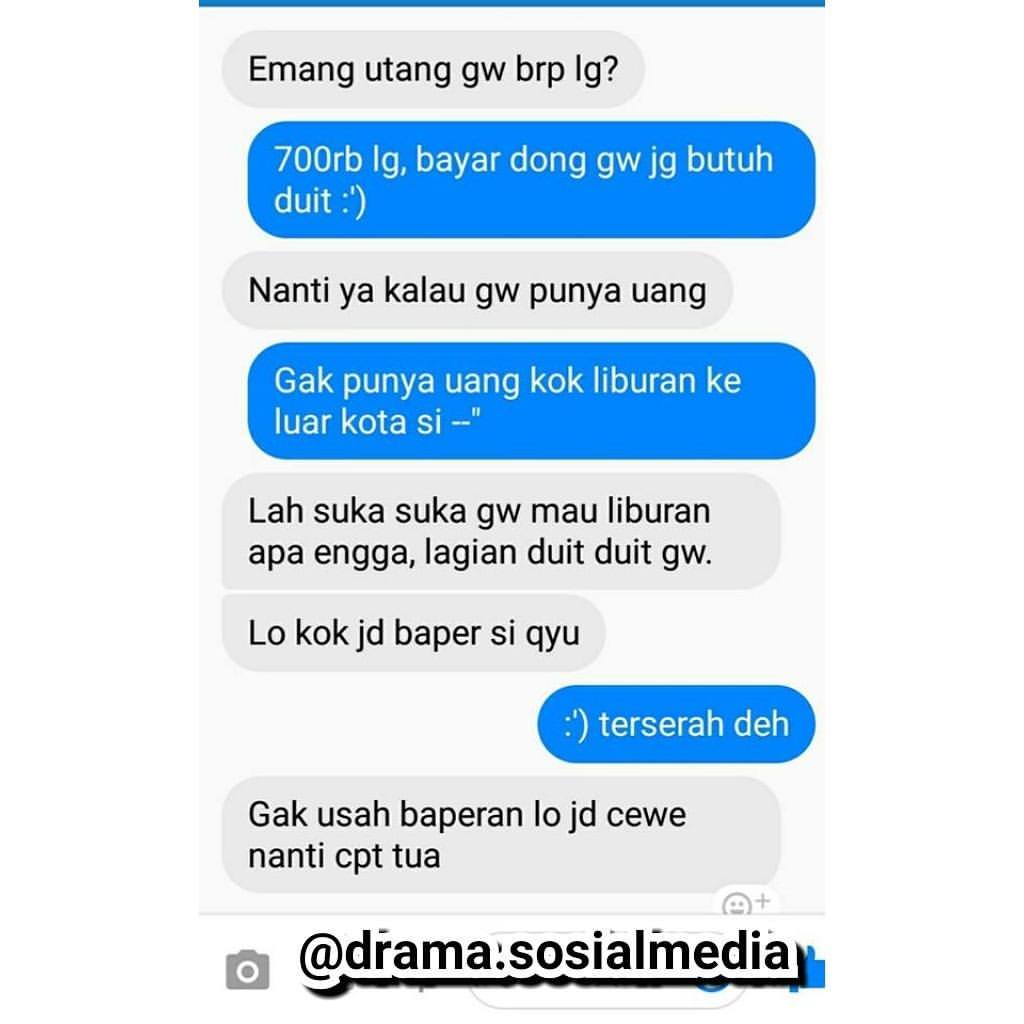 Emang utang gw brp lg?
700rb lg, bayar dong gw jg butuh
duit :')
Nanti ya kalau gw punya uang
Gak punya uang kok liburan ke
luar kota si --"
Lah suka suka gw mau liburan
apa engga, lagian duit duit gw.
Lo kok jd baper si qyu
:') terserah deh
Gak usah baperan lo jd cewe
nanti cpt tua
@drama.sosialmedia